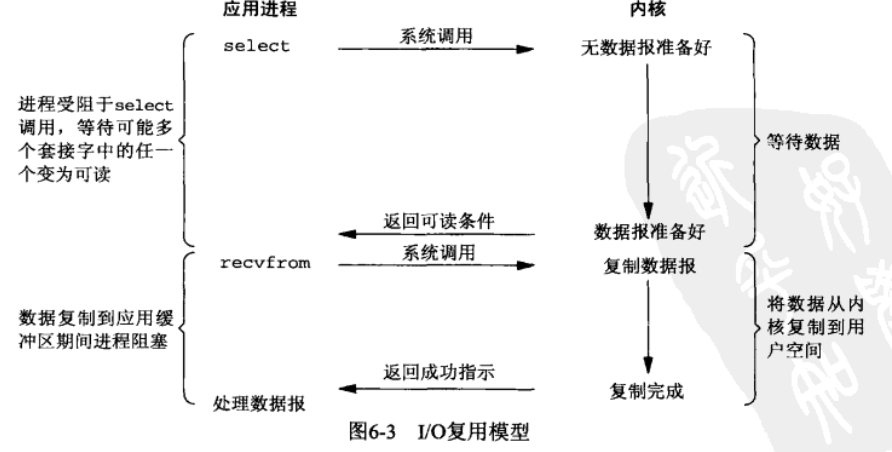 应用进程
内核
select
系统调用
无数据报准备好
进程受阻于select
调用，等待可能多
个套接字中的任一
个变为可读
等待数据
返回可读条件
数据报准备好
recvfrom
系统调用
复制数据报
数据复制到应用缓
冲区期间进程阻塞
将数据从内
核复制到用
户空间
返回成功指示
复制完成
处理数据报
图6-3 I/O复用模型